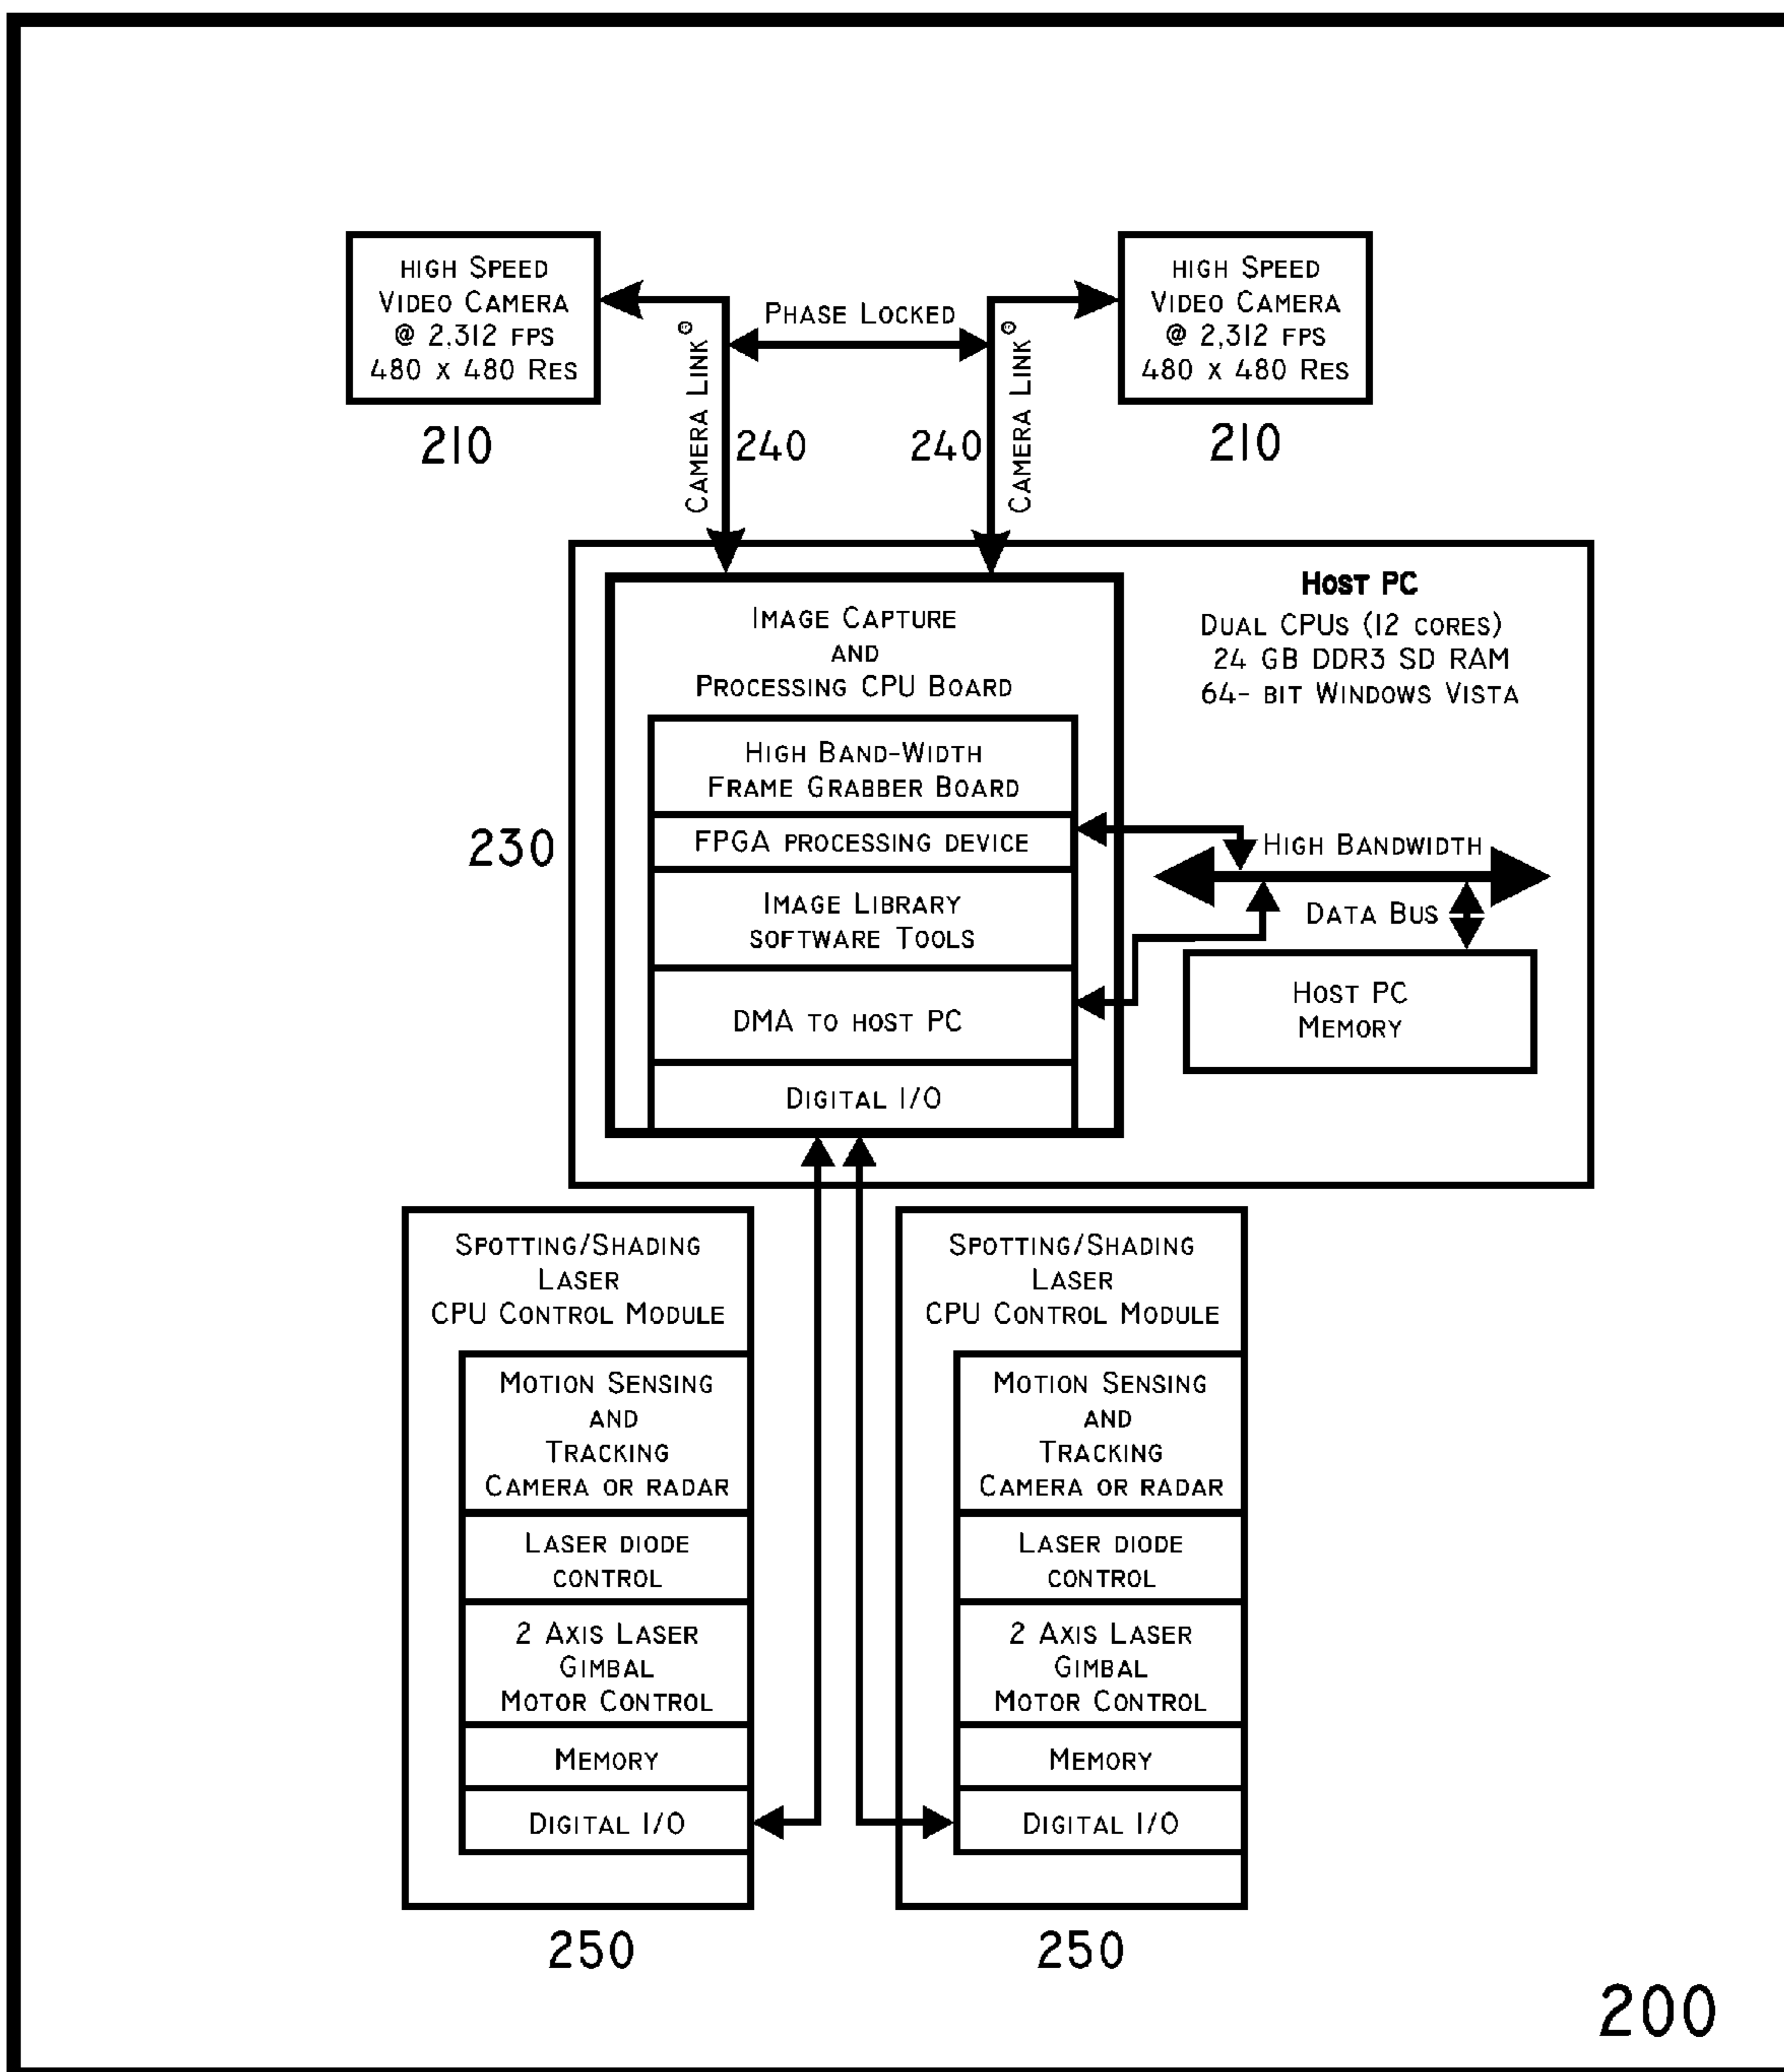 HIGH SPEED
VIDEO CAMERA
@ 2,312 FPS
480 X 480 RES
210
PHASE LOCKED
CAMERA LINK®
240
240
CAMERA LINK®
HIGH SPEED
VIDEO CAMERA
@ 2,312 FPS
480 X 480 RES
210
230
IMAGE CAPTURE
AND
PROCESSING CPU BOARD
HIGH BAND-WIDTH
FRAME GRABBER BOARD
FPGA PROCESSING DEVICE
IMAGE LIBRARY
SOFTWARE TOOLS
DMA TO HOST PC
DIGITAL I/O
HOST PC
DUAL CPUS (12 CORES)
24 GB DDR3 SD RAM
64- BIT WINDOWS VISTA
HIGH BANDWIDTH
DATA BUS
HOST PC
MEMORY
SPOTTING/SHADING
LASER
CPU CONTROL MODULE
MOTION SENSING
AND
TRACKING
CAMERA OR RADAR
LASER DIODE
CONTROL
2 AXIS LASER
GIMBAL
MOTOR CONTROL
MEMORY
DIGITAL I/O
250
SPOTTING/SHADING
LASER
CPU CONTROL MODULE
MOTION SENSING
AND
TRACKING
CAMERA OR RADAR
LASER DIODE
CONTROL
2 AXIS LASER
GIMBAL
MOTOR CONTROL
MEMORY
DIGITAL I/O
250
200